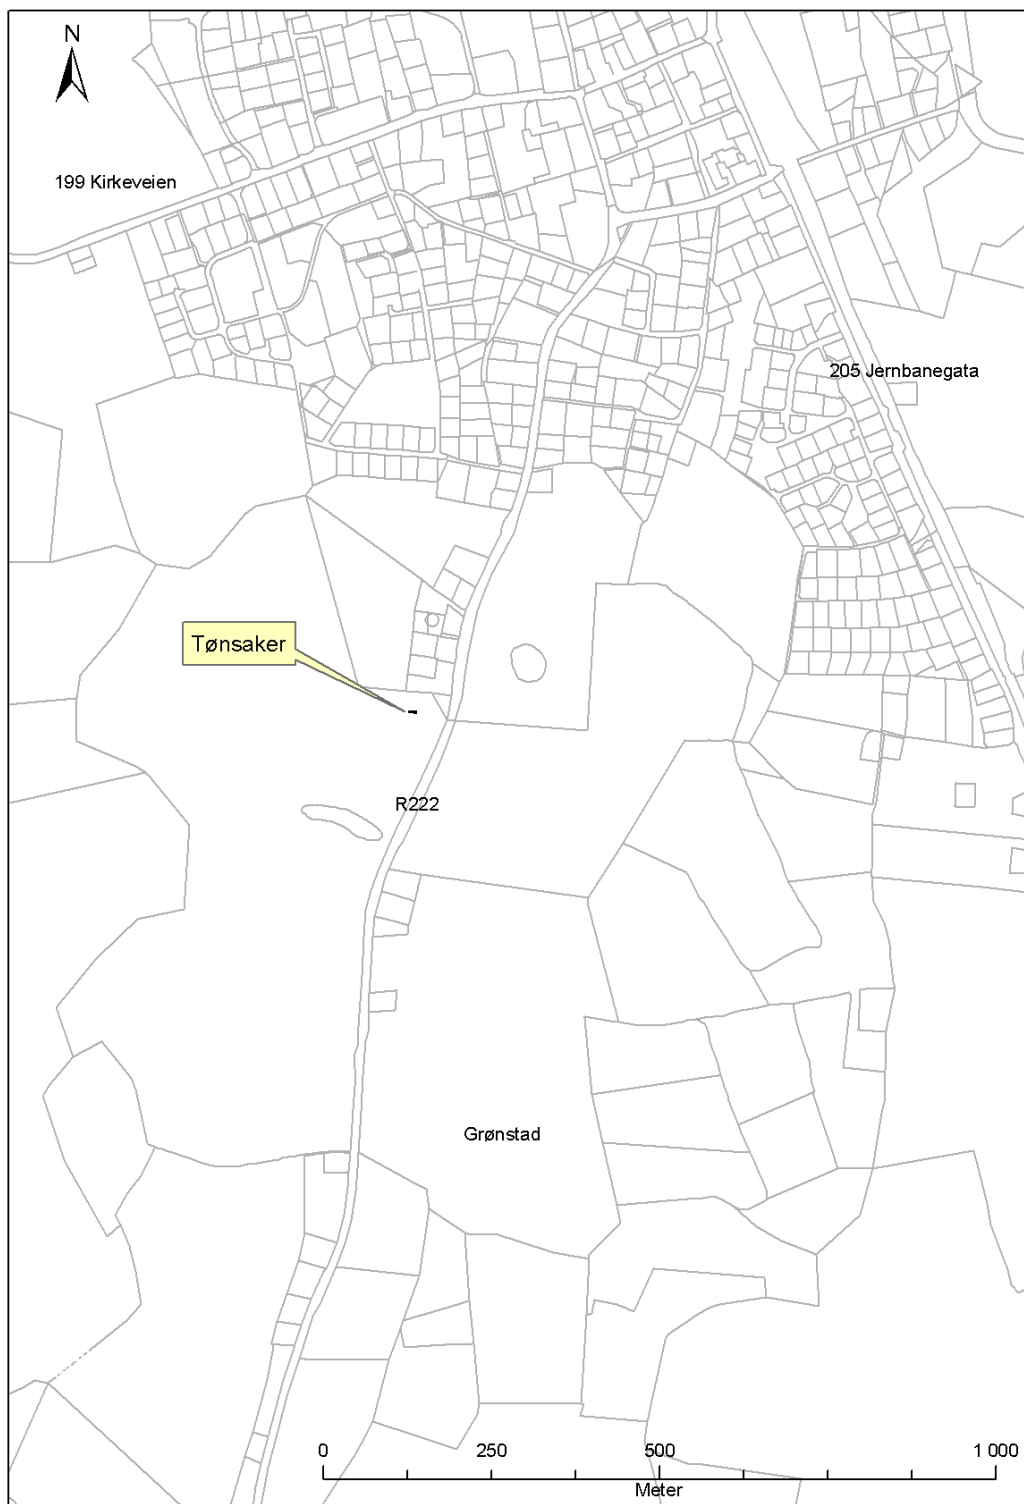 N
199 Kirkeveien
205 Jernbanegata
Tønsaker
R222
Grønstad
0 250 500 1 000
Meter